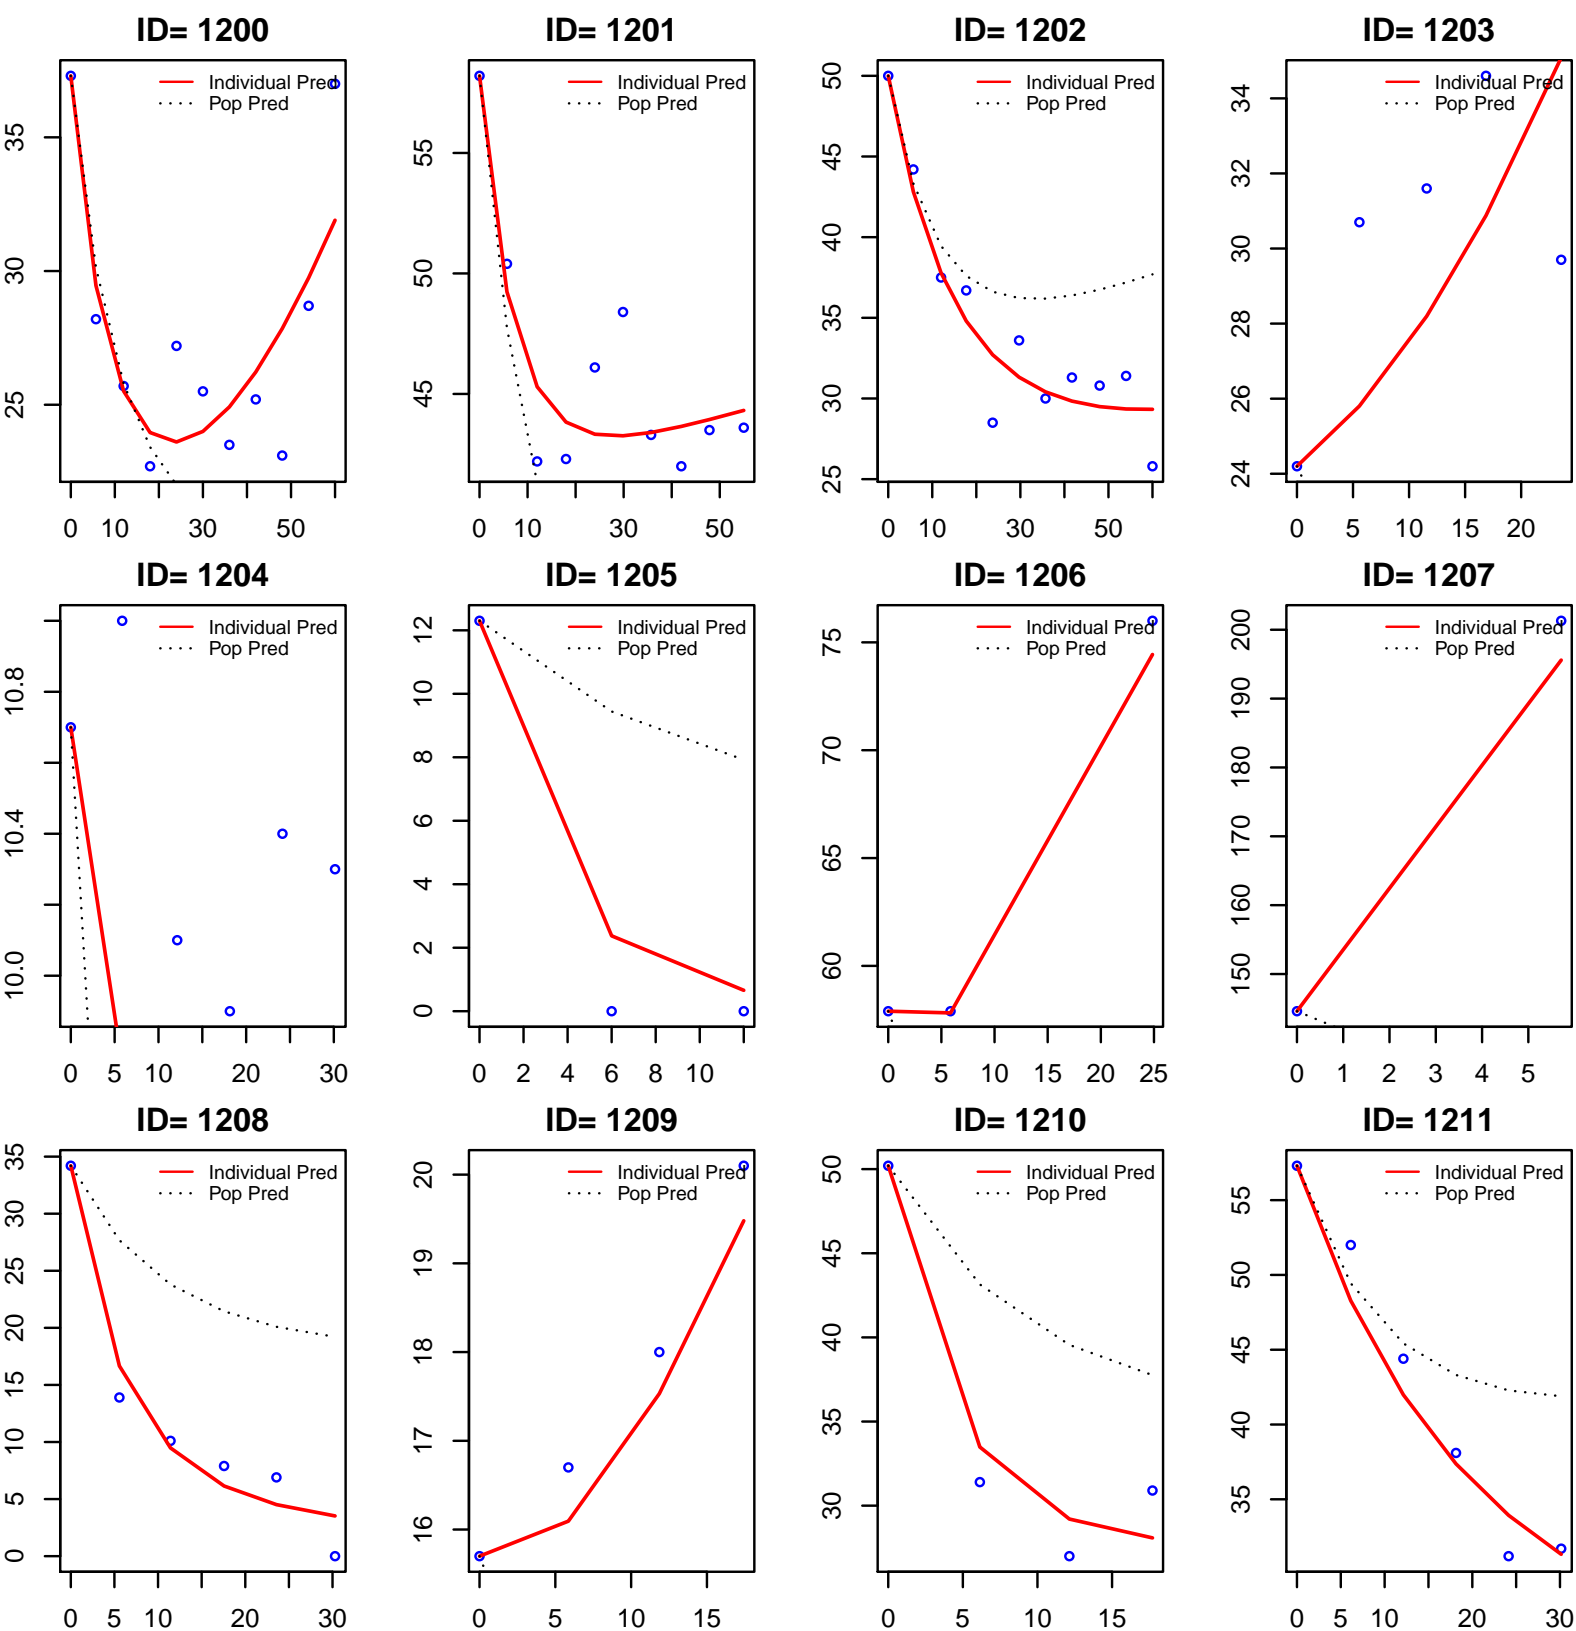 ID= 1200
Individual Pred
Pop Pred
25 30 35
0 10 30 50
ID= 1201
Individual Pred
Pop Pred
45 50 55
0 10 30 50
ID= 1202
Individual Pred
Pop Pred
25 30 35 40 45 50
0 10 30 50
ID= 1203
Individual Pred
Pop Pred
24 26 28 30 32 34
0 5 10 15 20
ID= 1204
Individual Pred
Pop Pred
10.0 10.4 10.8
0 5 10 20 30
ID= 1205
Individual Pred
Pop Pred
0 2 4 6 8 10 12
0 2 4 6 8 10
ID= 1206
Individual Pred
Pop Pred
60 65 70 75
0 5 10 15 20 25
ID= 1207
Individual Pred
Pop Pred
150 160 170 180 190 200
0 1 2 3 4 5
ID= 1208
Individual Pred
Pop Pred
0 5 10 15 20 25 30 35
0 5 10 20 30
ID= 1209
Individual Pred
Pop Pred
16 17 18 19 20
0 5 10 15
ID= 1210
Individual Pred
Pop Pred
30 35 40 45 50
0 5 10 15
ID= 1211
Individual Pred
Pop Pred
35 40 45 50 55
0 5 10 20 30